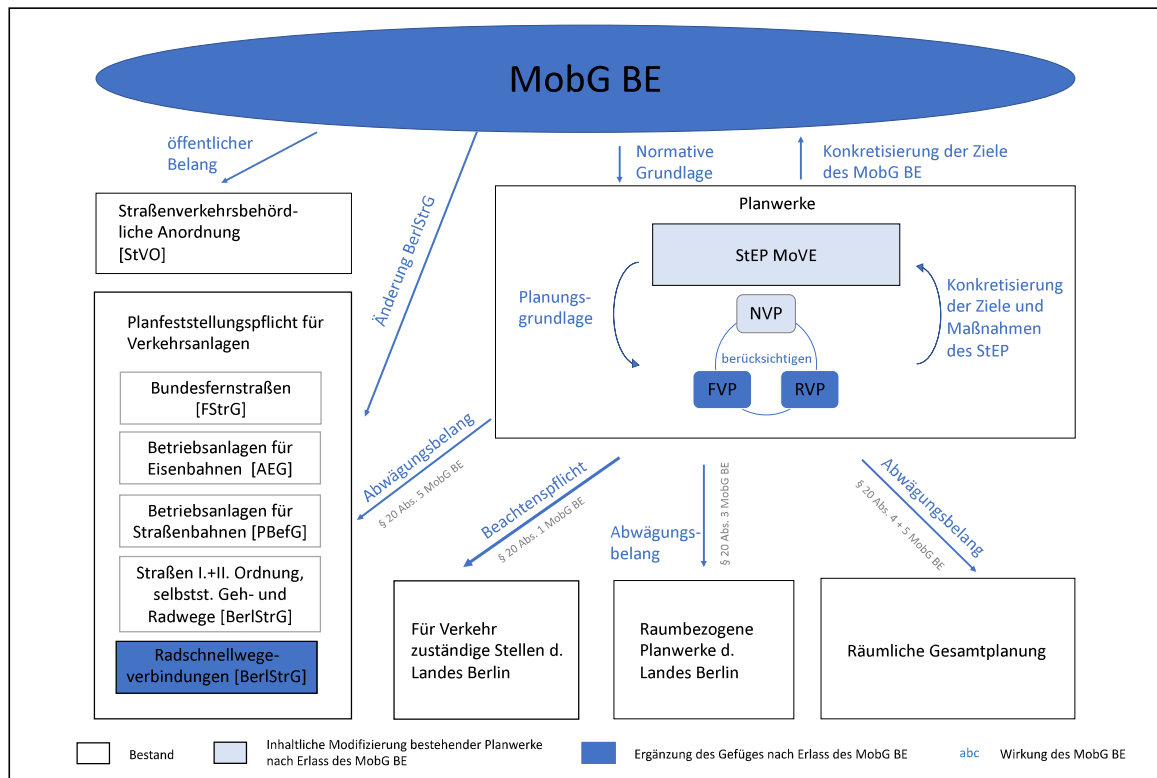 MobG BE
öffentlicher
Belang
Änderung BerlStrG
Normative
Grundlage
Konkretisierung der Ziele
des MobG BE
Straßenverkehrsbehörd-
liche Anordnung
[StVO]
Planfeststellungspflicht für
Verkehrsanlagen
Bundesfernstraßen
[FStrG]
Betriebsanlagen für
Eisenbahnen [AEG]
Betriebsanlagen für
Straßenbahnen [PBefG]
Straßen I.+II. Ordnung,
selbstst. Geh- und
Radwege [BerlStrG]
Radschnellwege-
verbindungen [BerlStrG]
Planwerke
StEP MoVE
Planungs-
grundlage
NVP
berücksichtigen
FVP
RVP
Konkretisierung
der Ziele und
Maßnahmen
des StEP
Abwägungsbelang
§ 20 Abs. 5 MobG BE
Beachtenspflicht
§ 20 Abs. 1 MobG BE
Abwägungs-
belang
§ 20 Abs. 3 MobG BE
Abwägungsbelang
§ 20 Abs. 4 + 5 MobG BE
Für Verkehr
zuständige Stellen d.
Landes Berlin
Raumbezogene
Planwerke d.
Landes Berlin
Räumliche Gesamtplanung
Bestand
Inhaltliche Modifizierung bestehender Planwerke
nach Erlass des MobG BE
Ergänzung des Gefüges nach Erlass des MobG BE
abc Wirkung des MobG BE